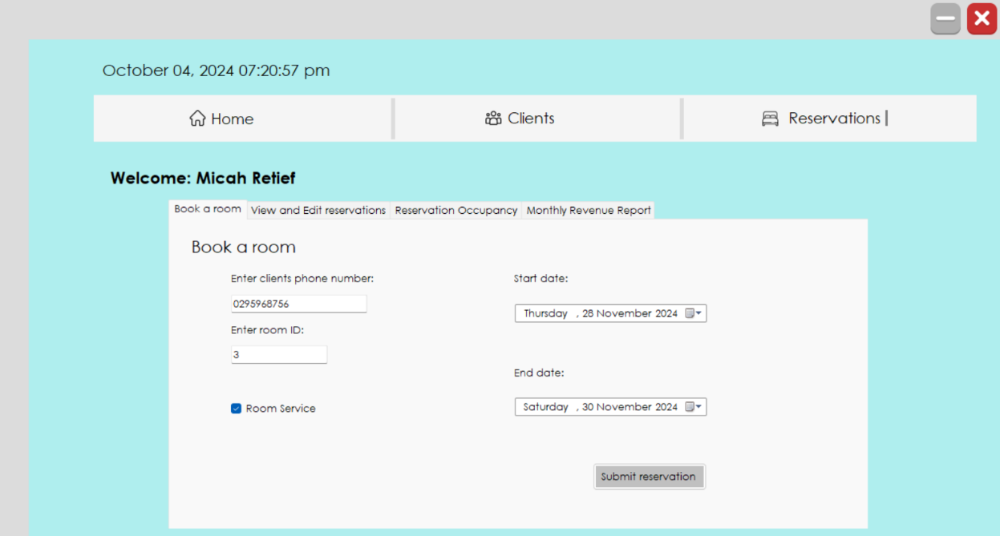 October 04, 2024 07:20:57 pm
Home Clients Reservations
Welcome: Micah Retief
Book a room View and Edit reservations Reservation Occupancy Monthly Revenue Report
Book a room
Enter clients phone number: Start date:
0295968756 Thursday , 28 November 2024
Enter room ID:
3
End date:
Room Service Saturday , 30 November 2024
Submit reservation